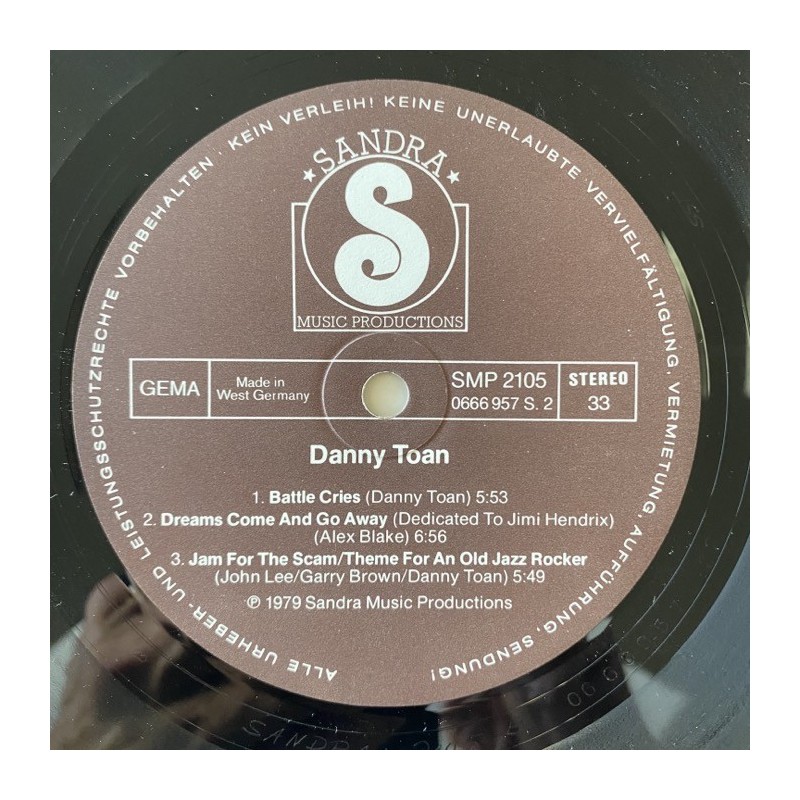 ALLE URHEBER- UND LEISTUNGSSCHUTZRECHTE VORBEHALTEN · KEIN VERLEIH! KEINE UNERLAUBTE VERVIELFÄLTIGUNG, VERMIETUNG, AUFFÜHRUNG, SENDUNG!
SANDRA
S
MUSIC PRODUCTIONS
GEMA
Made in
West Germany
SMP 2105
0666 957 S. 2
STEREO
33
Danny Toan
1. Battle Cries (Danny Toan) 5:53
2. Dreams Come And Go Away (Dedicated To Jimi Hendrix)
(Alex Blake) 6:56
3. Jam For The Scam/Theme For An Old Jazz Rocker
(John Lee/Garry Brown/Danny Toan) 5:49
℗ 1979 Sandra Music Productions
SANDRA